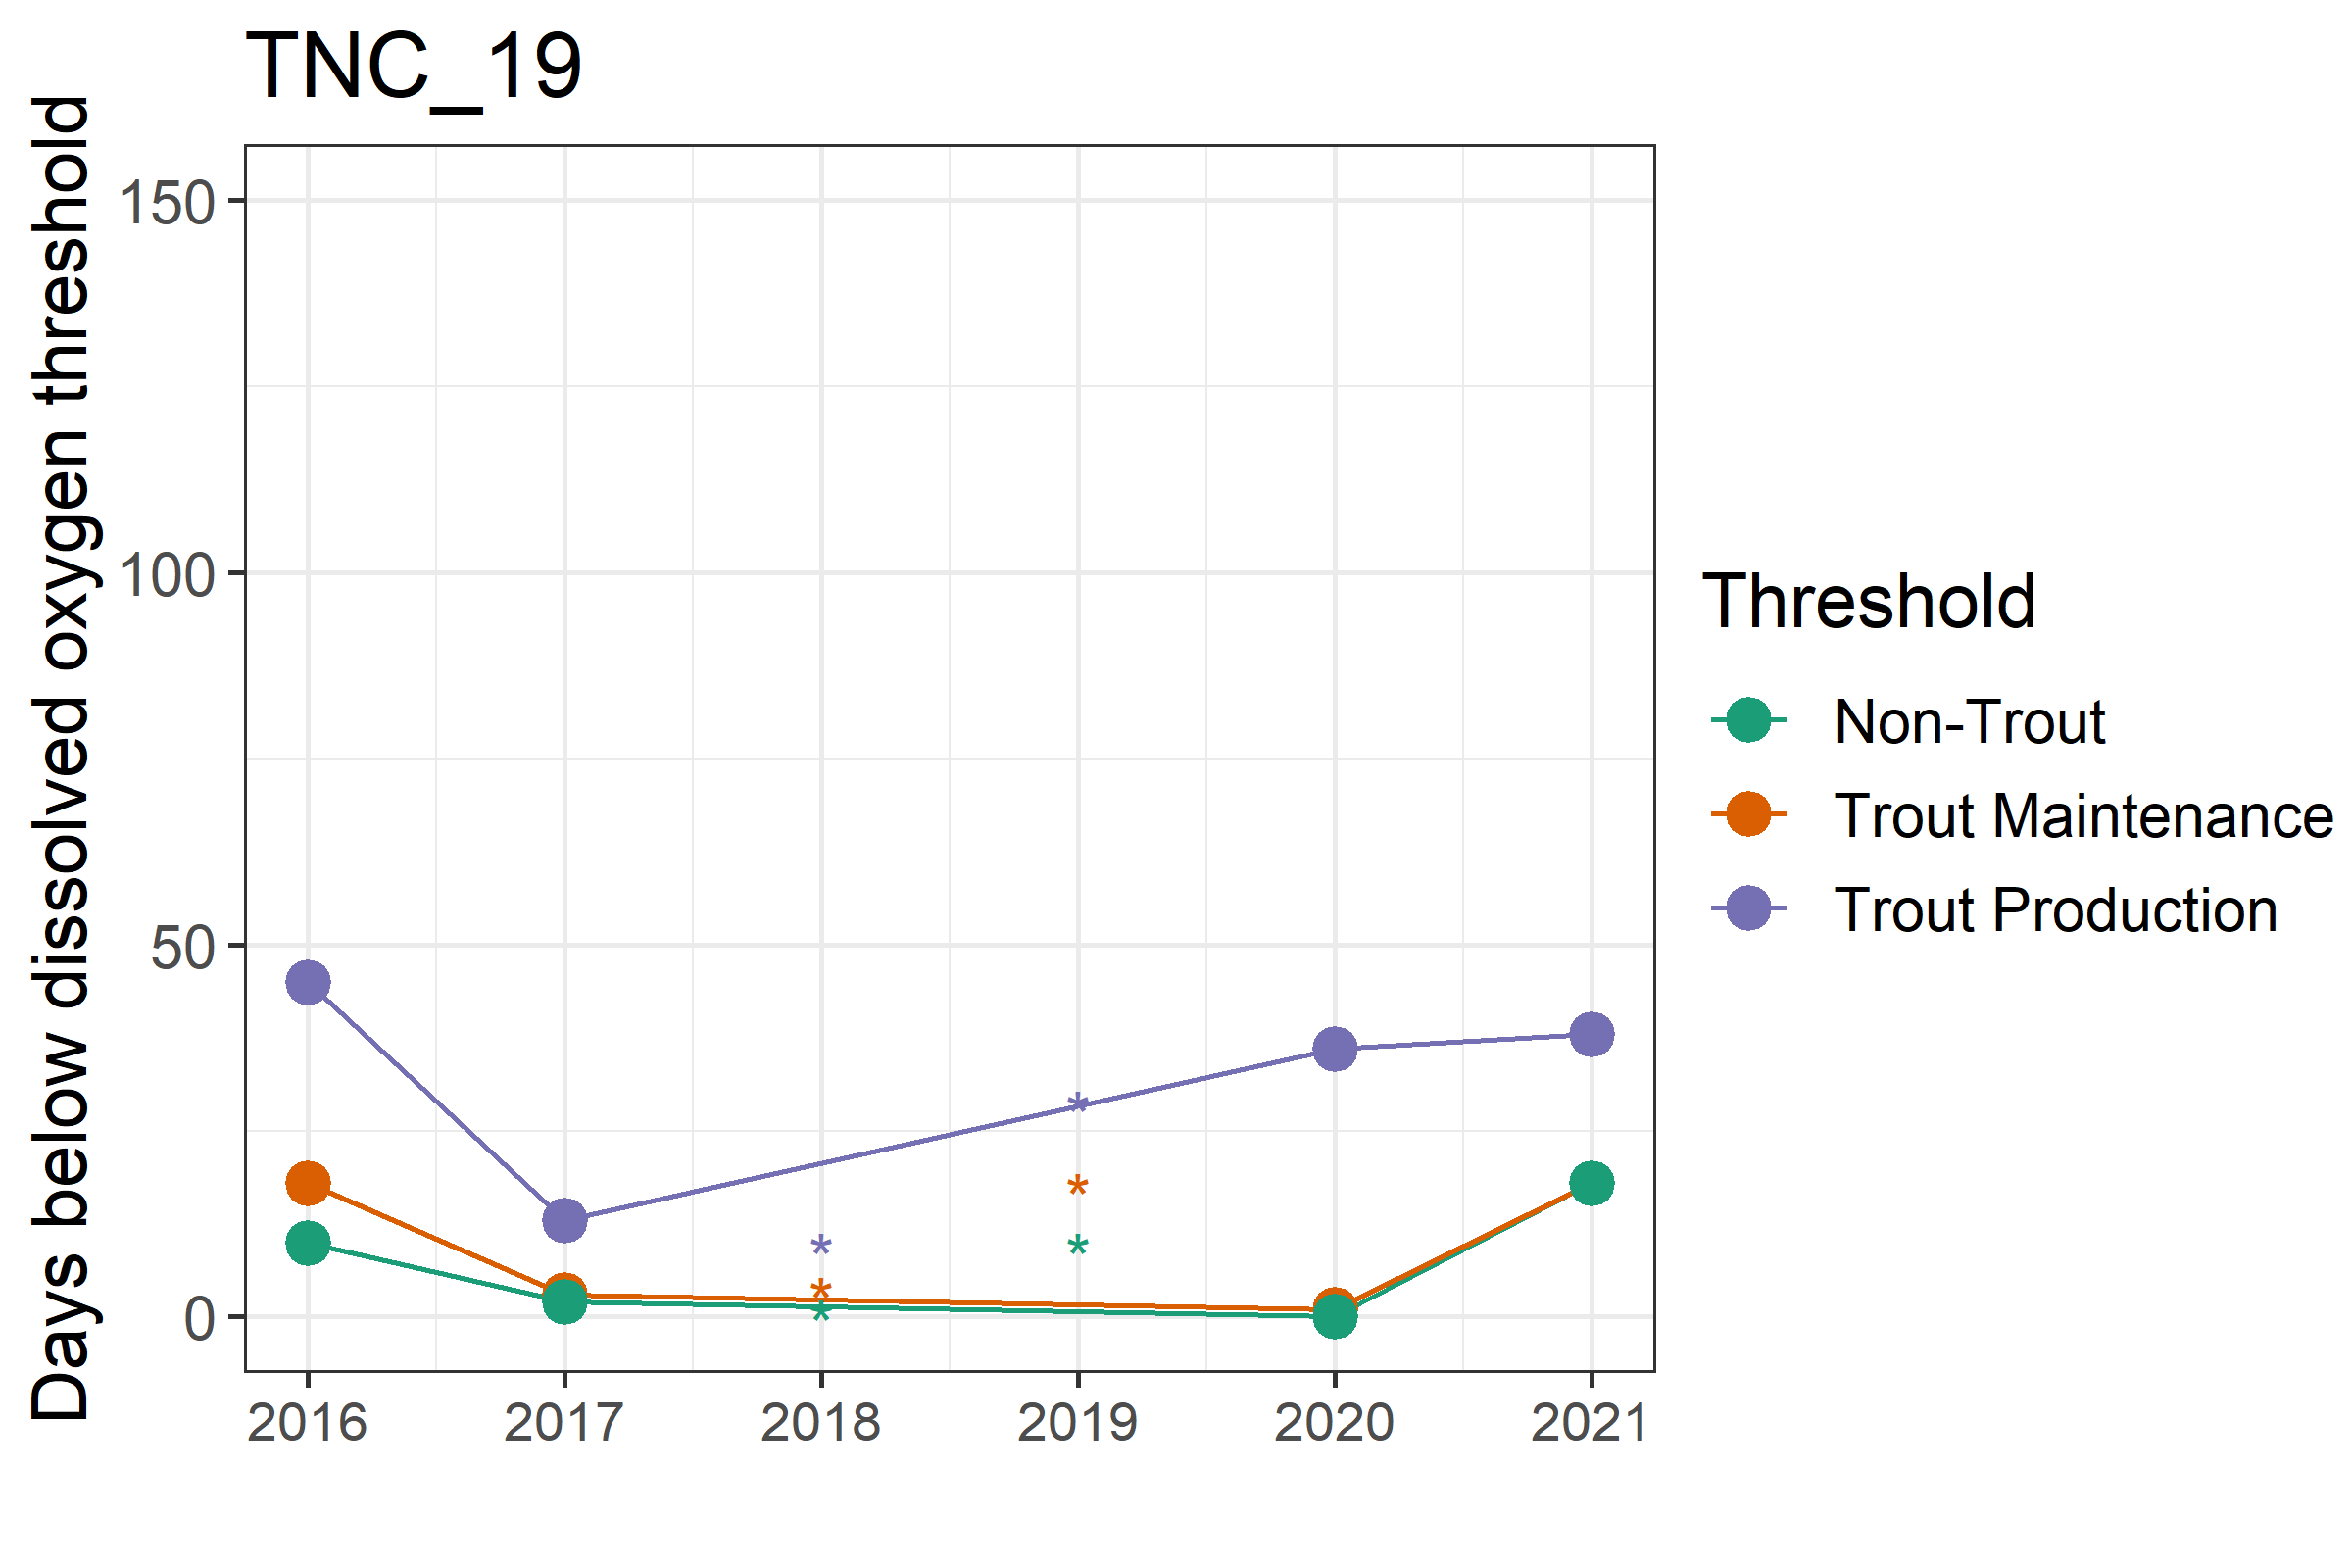 TNC_19
Days below dissolved oxygen threshold
150
100
50
0
2016 2017 2018 2019 2020 2021
Threshold
Non-Trout
Trout Maintenance
Trout Production
*
*
*
*
*
*